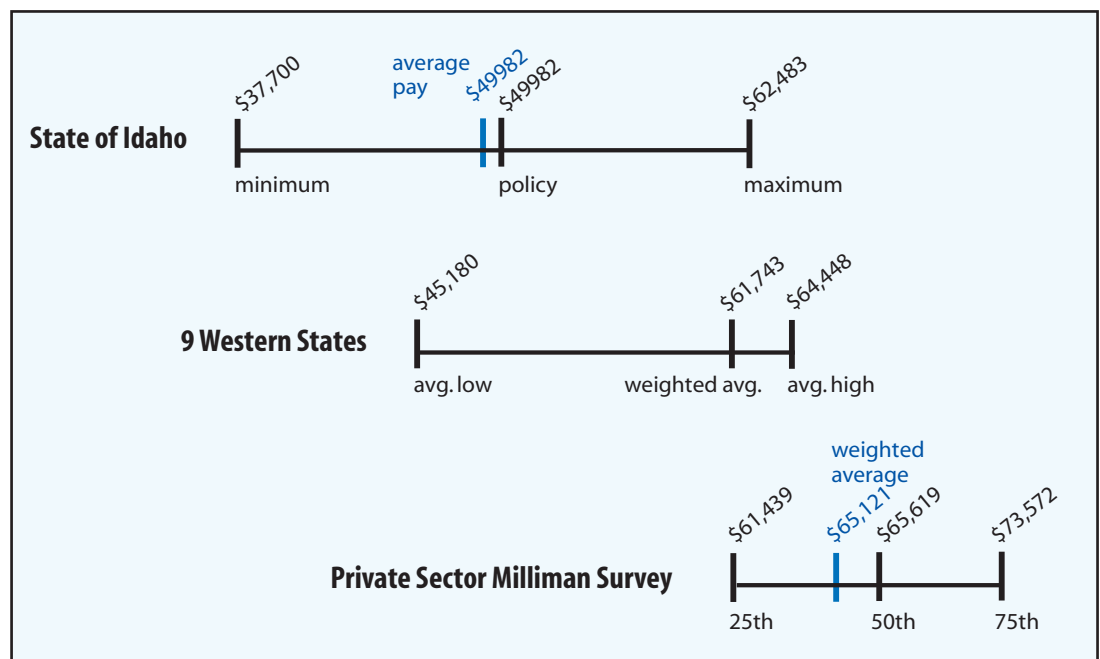 average
pay
$37,700
$49982
$49982
$62,483
State of Idaho
minimum
policy
maximum
$45,180
$61,743
$64,448
9 Western States
avg. low
weighted avg.
avg. high
weighted
average
$61,439
$65,121
$65,619
$73,572
Private Sector Milliman Survey
25th
50th
75th